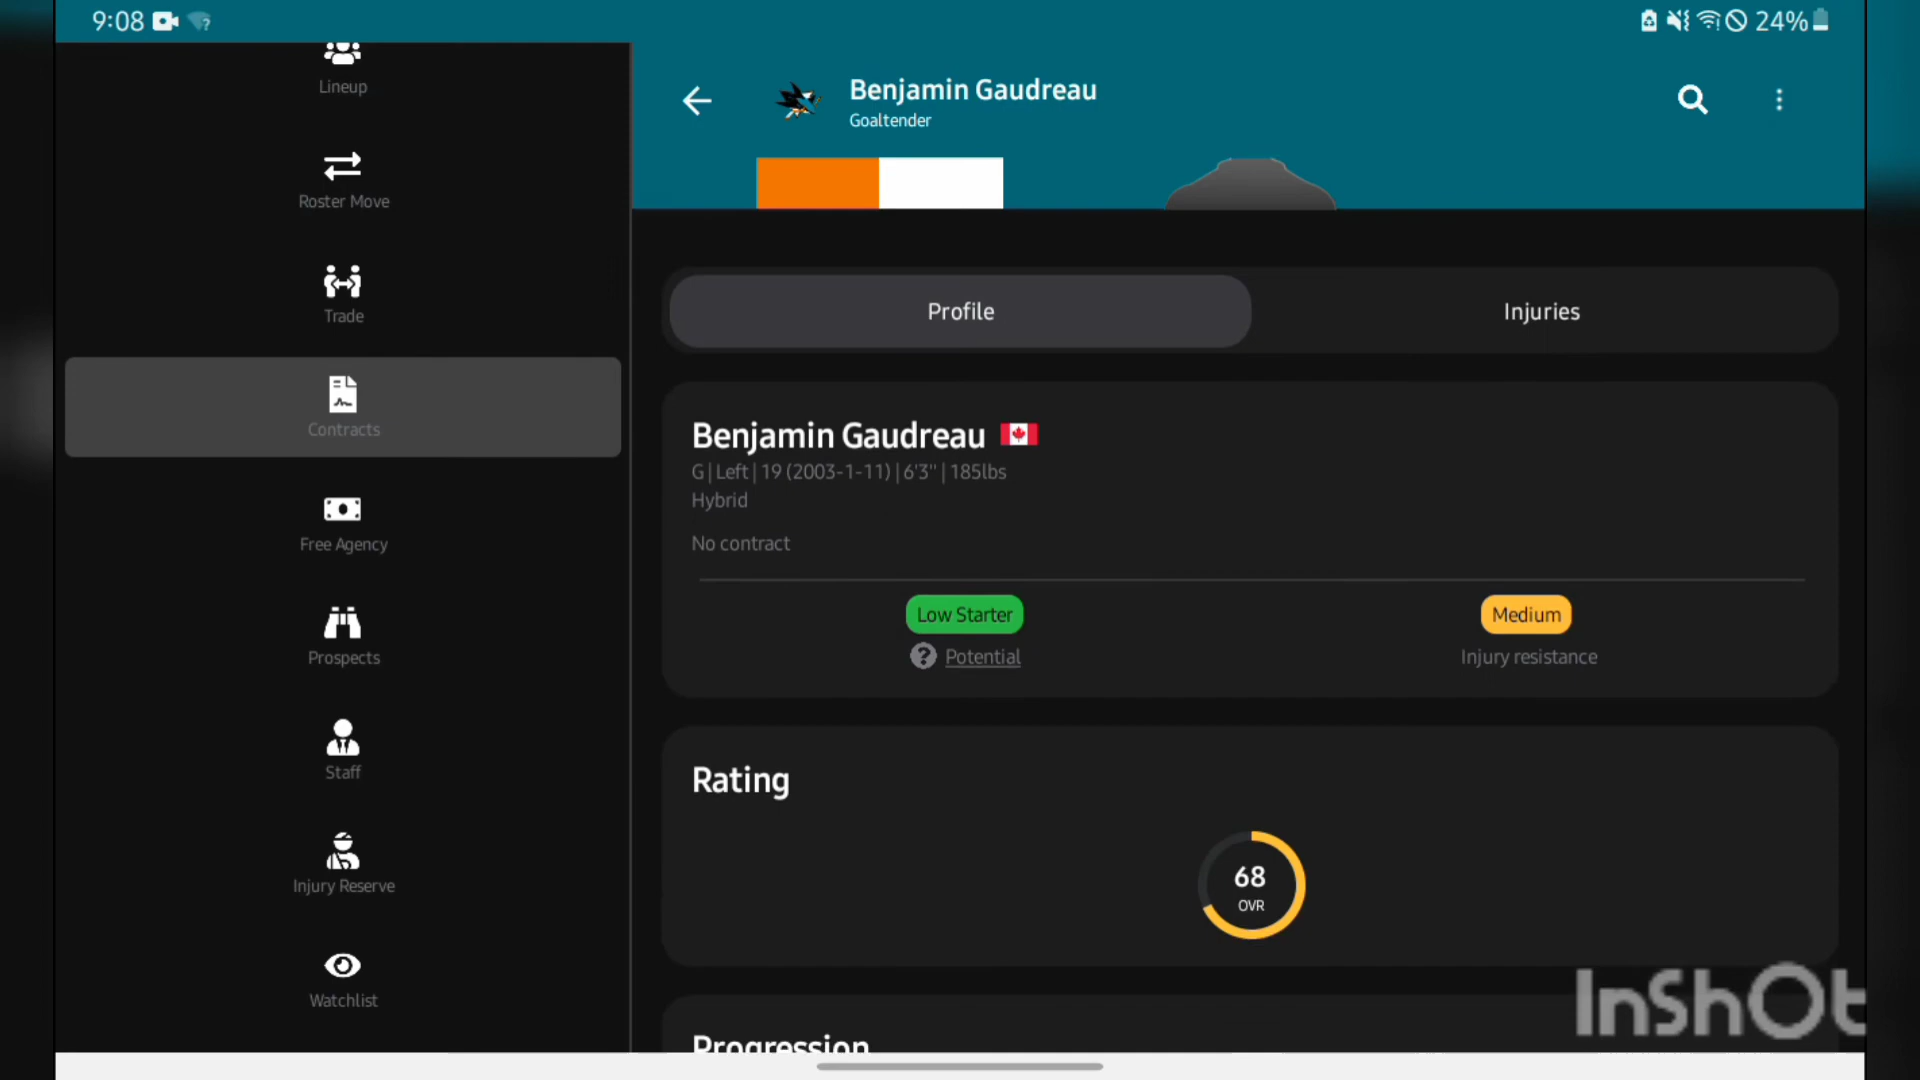 9:08
24%
Lineup
Roster Move
Trade
Contracts
Free Agency
Prospects
Staff
Injury Reserve
Watchlist
Benjamin Gaudreau
Goaltender
Profile
Injuries
Benjamin Gaudreau
G | Left | 19 (2003-1-11) | 6'3" | 185lbs
Hybrid
No contract
Low Starter
Medium
? Potential
Injury resistance
Rating
68
OVR
Progression
InShOt